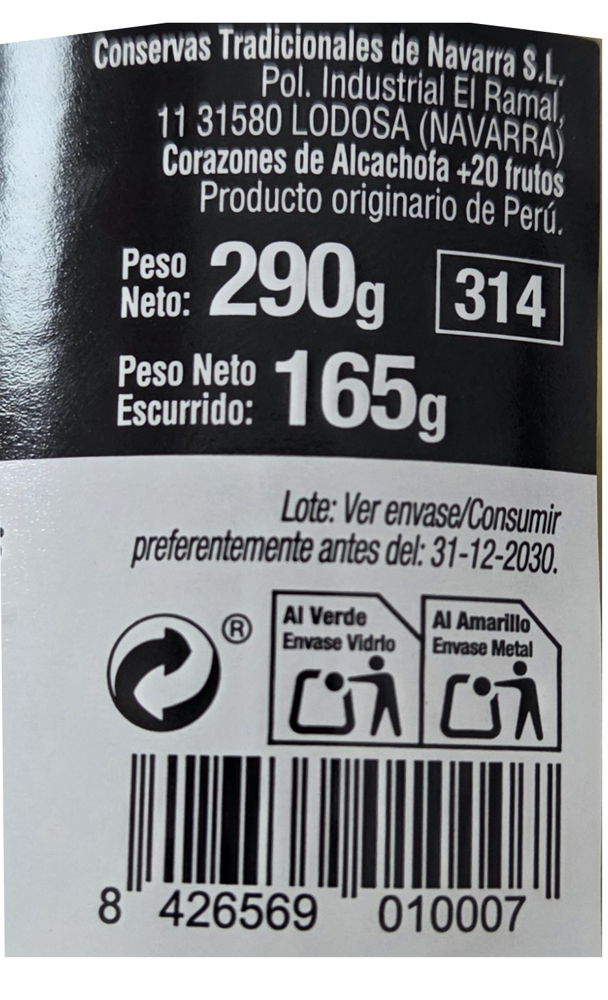 Conservas Tradicionales de Navarra S.L.
Pol. Industrial El Ramal,
11 31580 LODOSA (NAVARRA)
Corazones de Alcachofa +20 frutos
Producto originario de Perú.
Peso
Neto: 290g
314
Peso Neto
Escurrido: 165g
Lote: Ver envase/Consumir
preferentemente antes del: 31-12-2030.
®
Al Verde
Envase Vidrio
Al Amarillo
Envase Metal
8 426569 010007